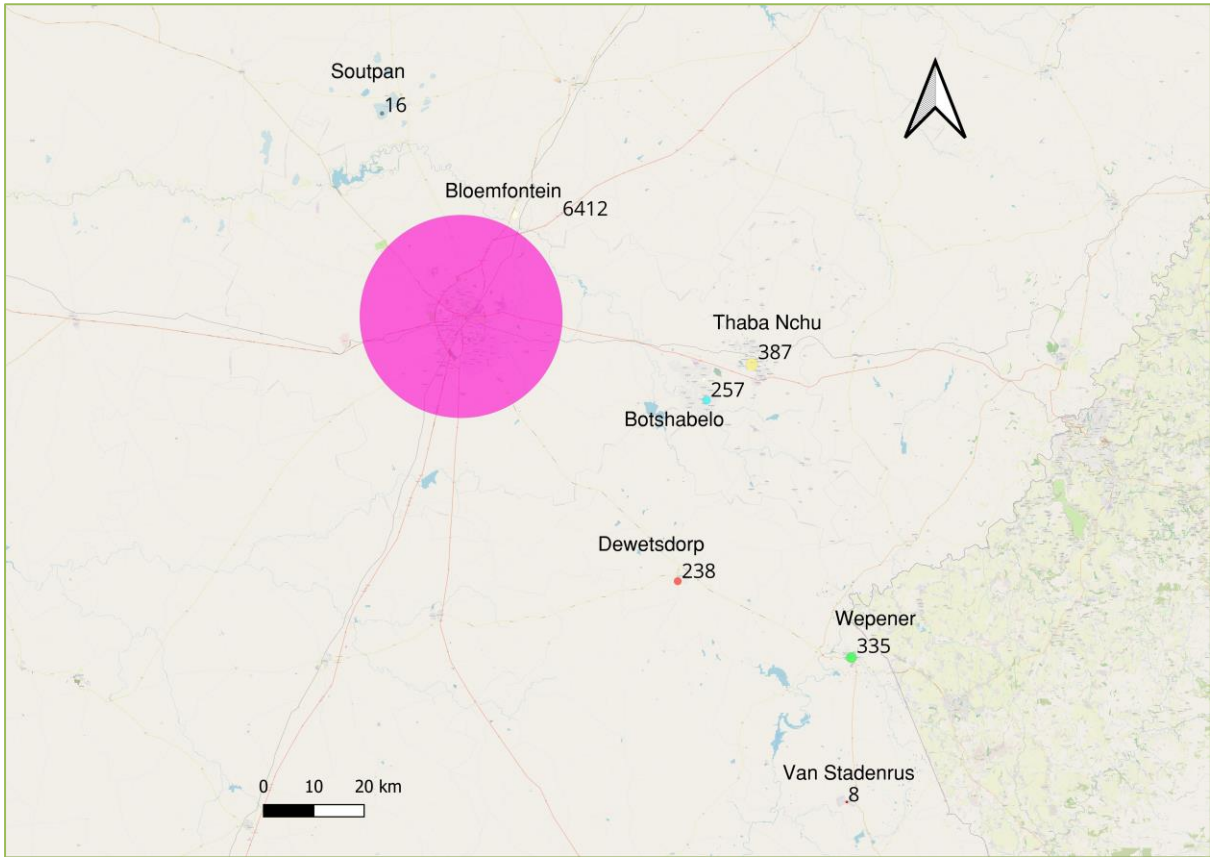 Soutpan
16
Bloemfontein
6412
Thaba Nchu
387
257
Botshabelo
Dewetsdorp
238
Wepener
335
Van Stadenrus
8
0 10 20 km